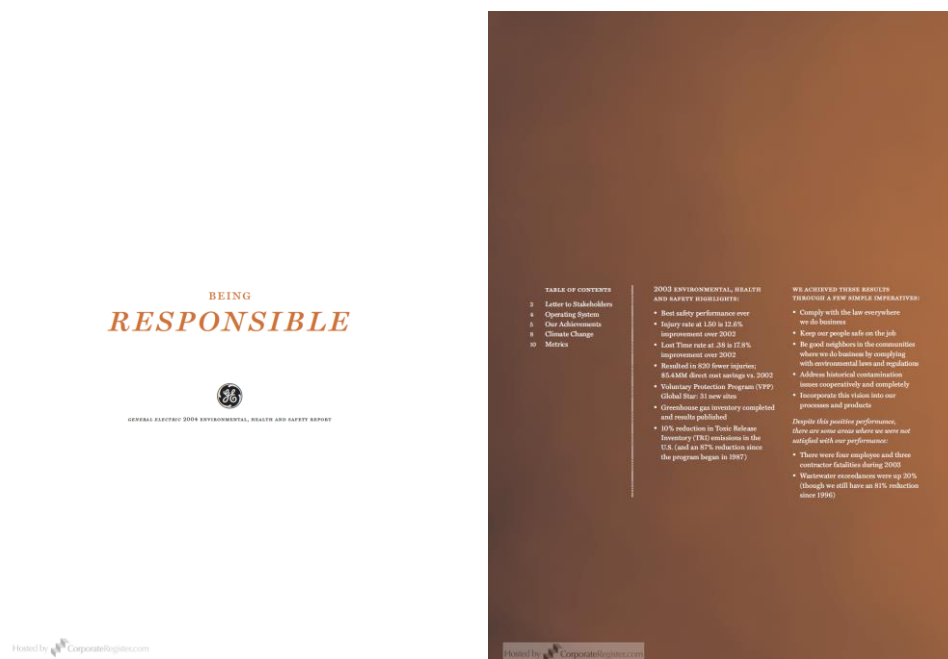 BEING
RESPONSIBLE
GENERAL ELECTRIC 2004 ENVIRONMENTAL, HEALTH AND SAFETY REPORT
Hosted by CorporateRegister.com
TABLE OF CONTENTS
3 Letter to Stakeholders
4 Operating System
5 Our Achievements
9 Climate Change
10 Metrics
2003 ENVIRONMENTAL, HEALTH
AND SAFETY HIGHLIGHTS:
• Best safety performance ever
• Injury rate at 1.50 is 12.6%
improvement over 2002
• Lost Time rate at .38 is 17.8%
improvement over 2002
• Resulted in 820 fewer injuries;
$5.4MM direct cost savings vs. 2002
• Voluntary Protection Program (VPP)
Global Star: 31 new sites
• Greenhouse gas inventory completed
and results published
• 10% reduction in Toxic Release
Inventory (TRI) emissions in the
U.S. (and an 87% reduction since
the program began in 1987)
WE ACHIEVED THESE RESULTS
THROUGH A FEW SIMPLE IMPERATIVES:
• Comply with the law everywhere
we do business
• Keep our people safe on the job
• Be good neighbors in the communities
where we do business by complying
with environmental laws and regulations
• Address historical contamination
issues cooperatively and completely
• Incorporate this vision into our
processes and products
Despite this positive performance,
there are some areas where we were not
satisfied with our performance:
• There were four employee and three
contractor fatalities during 2003
• Wastewater exceedances were up 20%
(though we still have an 81% reduction
since 1996)
Hosted by CorporateRegister.com